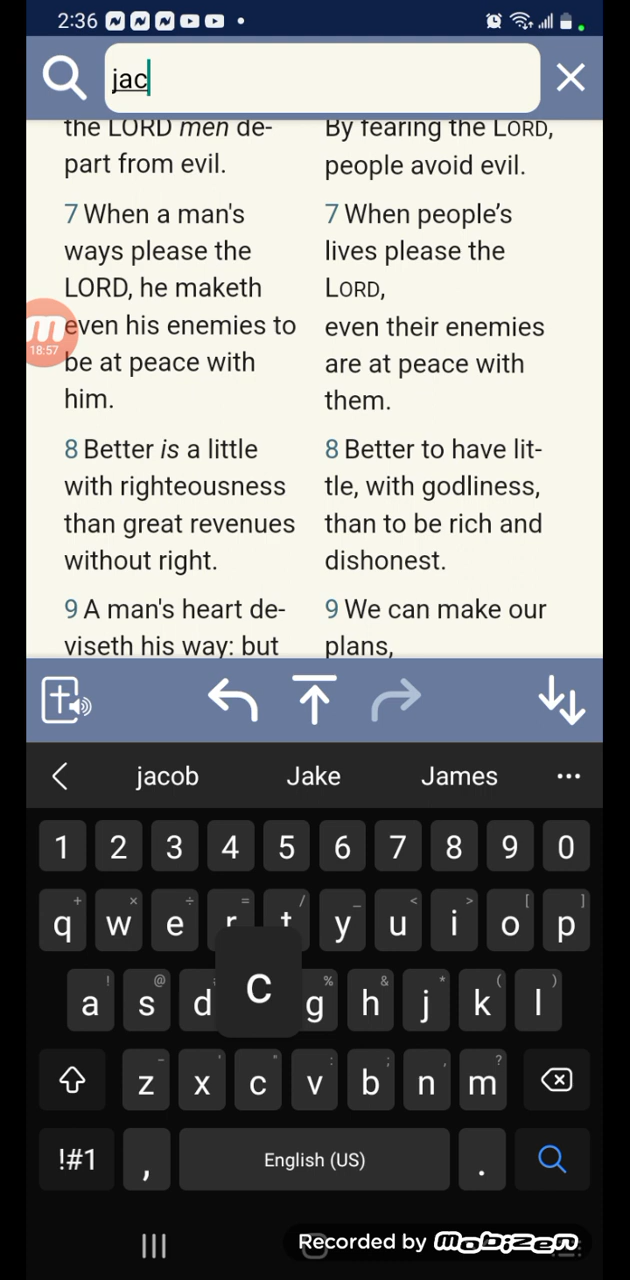 2:36
jac
the LORD men de-
part from evil.
7 When a man's
ways please the
LORD, he maketh
even his enemies to
be at peace with
him.
8 Better is a little
with righteousness
than great revenues
without right.
9 A man's heart de-
viseth his way: but
By fearing the LORD,
people avoid evil.
7 When people’s
lives please the
LORD,
even their enemies
are at peace with
them.
8 Better to have lit-
tle, with godliness,
than to be rich and
dishonest.
9 We can make our
plans,
m
18:57
jacob Jake James
1 2 3 4 5 6 7 8 9 0
+ × ÷ = / _ < > [ ]
q w e r t y u i o p
! @ % & * ( )
c
a s d g h j k l
- ' " : ; , ?
z x c v b n m
!#1 , English (US) .
Recorded by mobizen